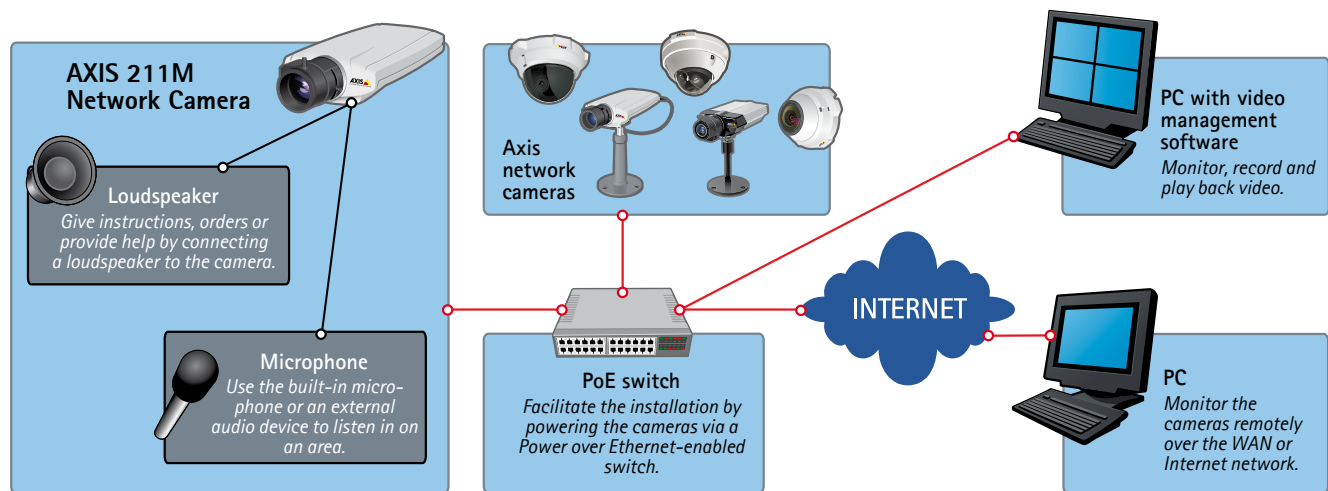 AXIS 211M
Network Camera
AXIS
Loudspeaker
Give instructions, orders or
provide help by connecting
a loudspeaker to the camera.
Microphone
Use the built-in micro-
phone or an external
audio device to listen in on
an area.
Axis
network
cameras
PoE switch
Facilitate the installation by
powering the cameras via a
Power over Ethernet-enabled
switch.
INTERNET
PC with video
management
software
Monitor, record and
play back video.
PC
Monitor the
cameras remotely
over the WAN or
Internet network.